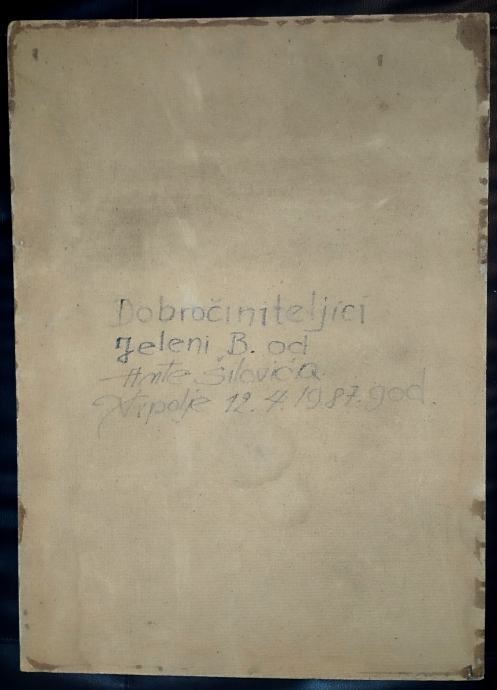 Dobročiniteljici
Jeleni B. od
Ante Šilovića
Vrpolje 12.4.1987.god.